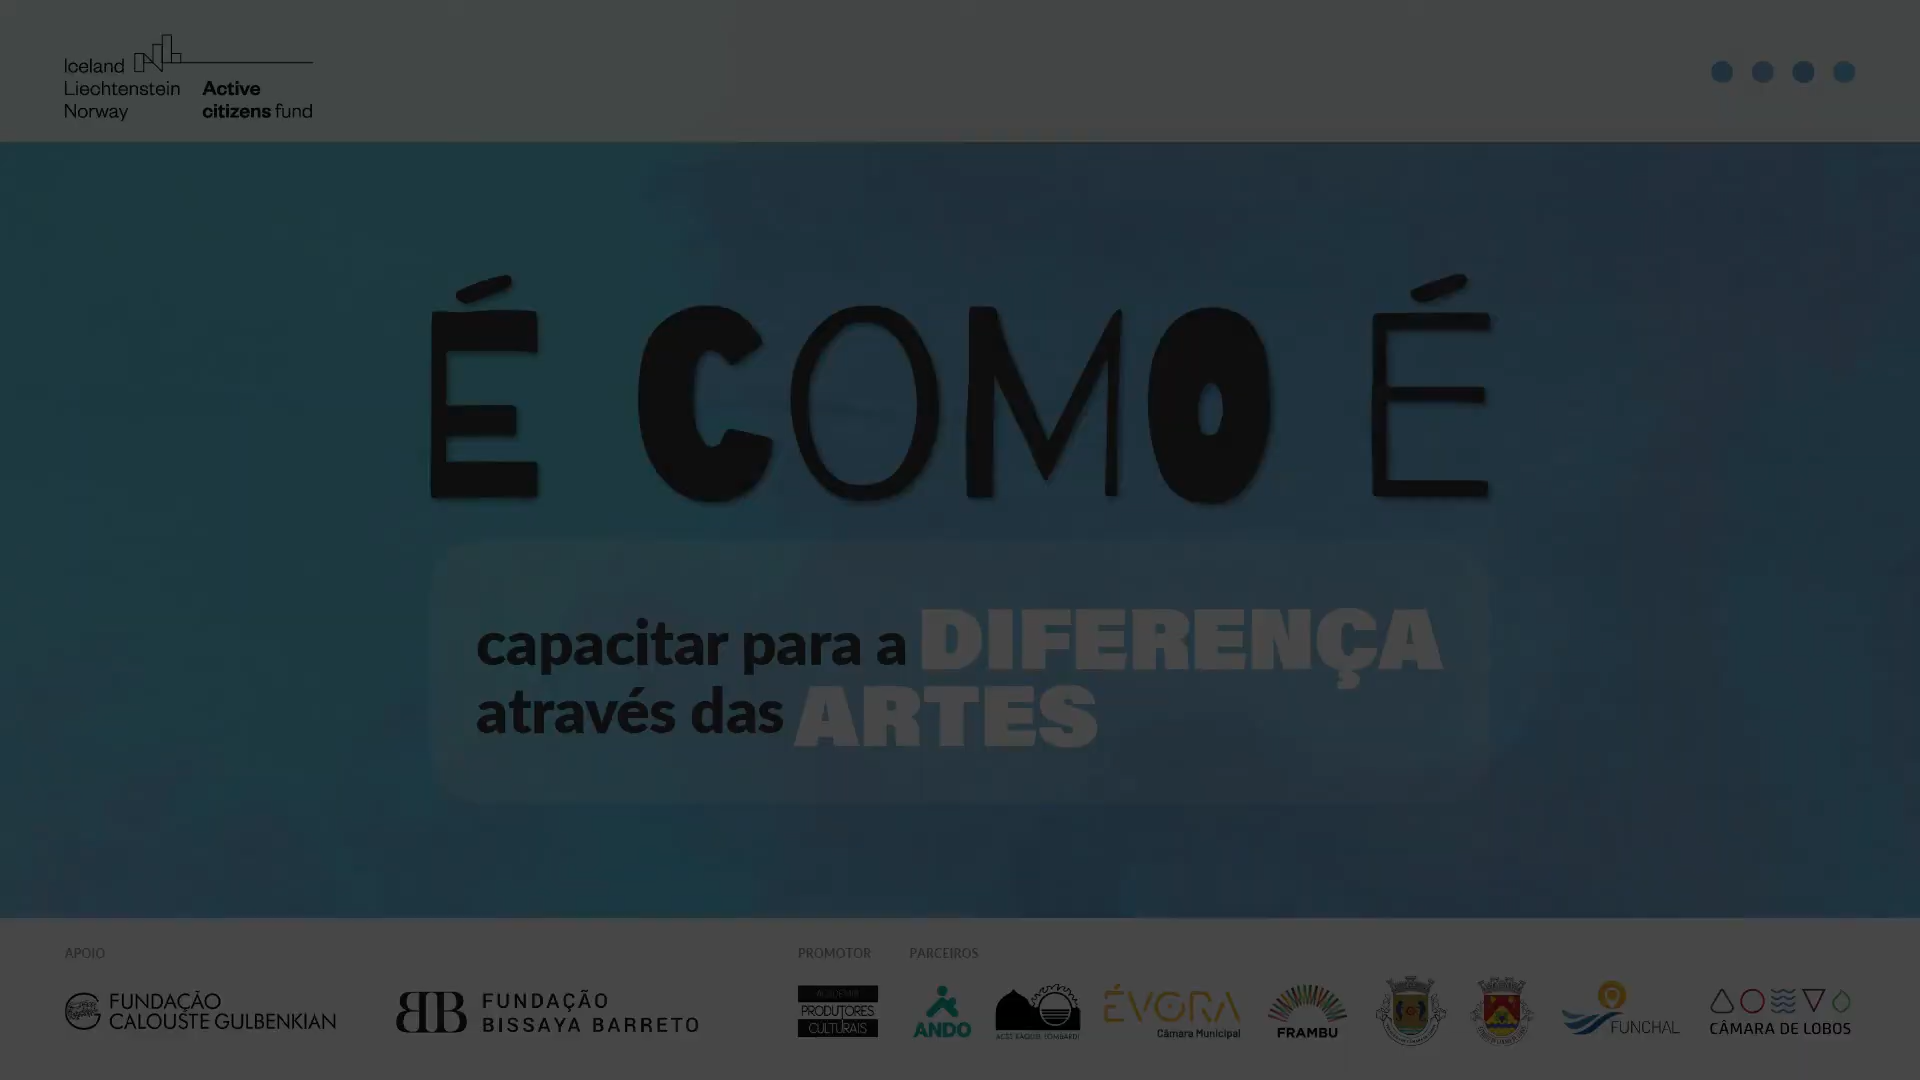 Iceland
Liechtenstein
Norway
Active
citizens fund
É COMO É
capacitar para a DIFERENÇA
através das ARTES
APOIO
PROMOTOR
PARCEIROS
FUNDAÇÃO
CALOUSTE GULBENKIAN
FUNDAÇÃO
BISSAYA BARRETO
ACADEMIA
PRODUTORES
CULTURAIS
ANDO
ÉVORA
Câmara Municipal
FRAMBU
FUNCHAL
CÂMARA DE LOBOS